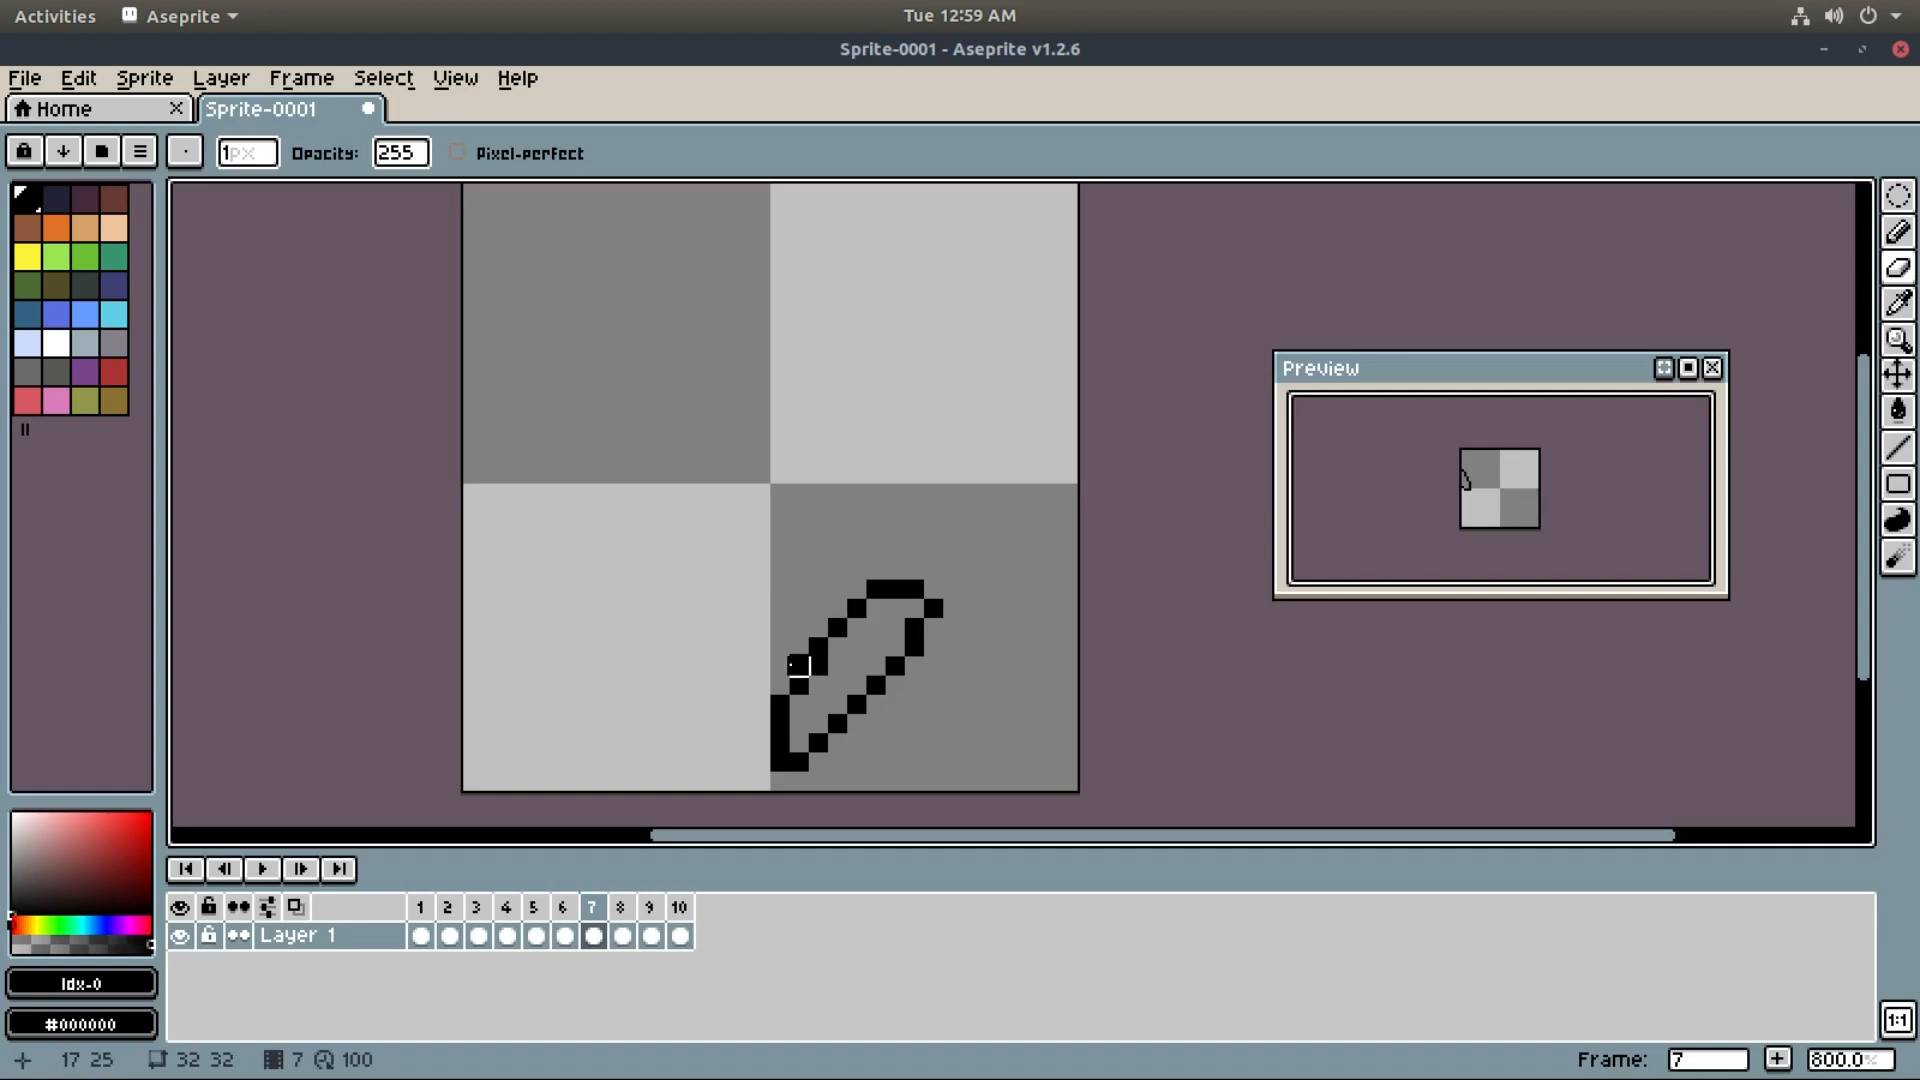 Activities Aseprite Tue 12:59 AM
Sprite-0001 - Aseprite v1.2.6
File Edit Sprite Layer Frame Select View Help
Home Sprite-0001
1px Opacity: 255 Pixel-perfect
Preview
1 2 3 4 5 6 7 8 9 10
Layer 1
Idx-0
#000000
1:1
17 25 32 32 7 100 Frame: 7 + 800.0%